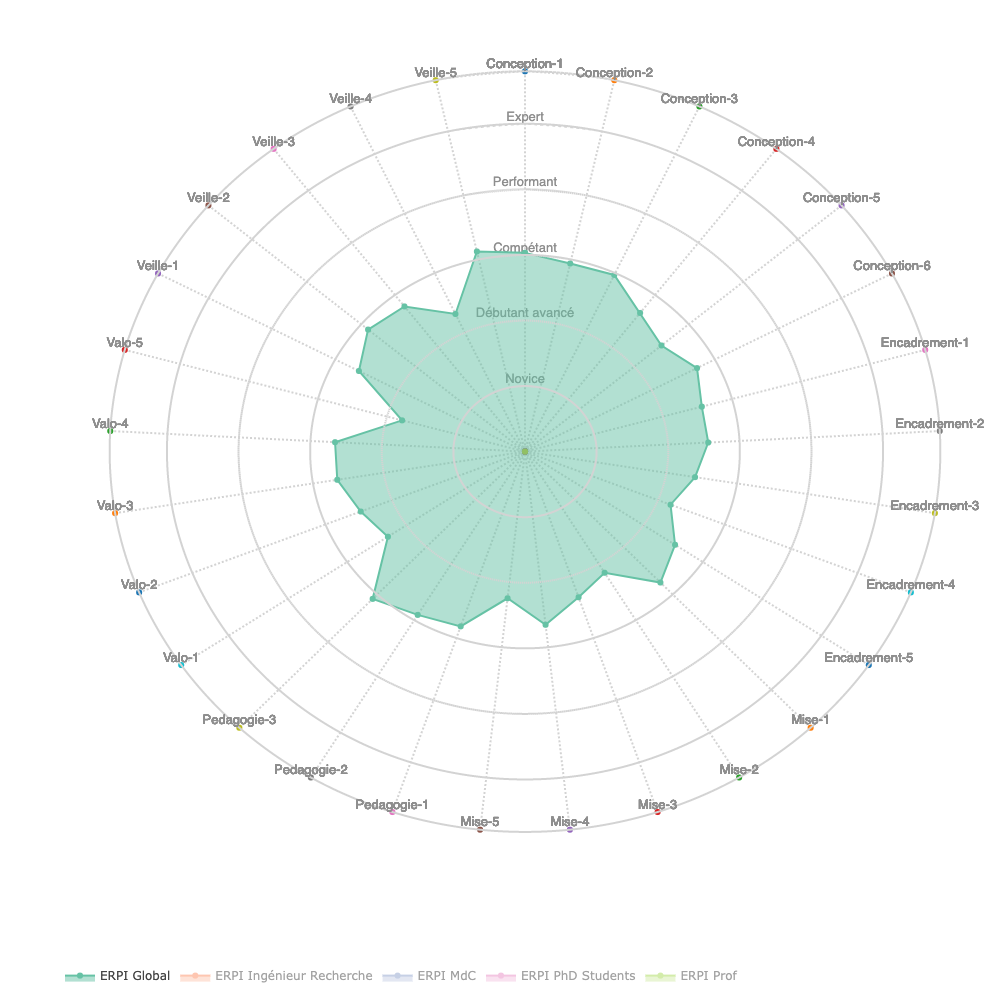 Conception-1
Veille-5
Conception-2
Veille-4
Conception-3
Expert
Veille-3
Conception-4
Performant
Veille-2
Conception-5
Compétant
Veille-1
Conception-6
Débutant avancé
Valo-5
Encadrement-1
Novice
Valo-4
Encadrement-2
Valo-3
Encadrement-3
Valo-2
Encadrement-4
Valo-1
Encadrement-5
Pedagogie-3
Mise-1
Pedagogie-2
Mise-2
Pedagogie-1
Mise-3
Mise-5
Mise-4
ERPI Global
ERPI Ingénieur Recherche
ERPI MdC
ERPI PhD Students
ERPI Prof